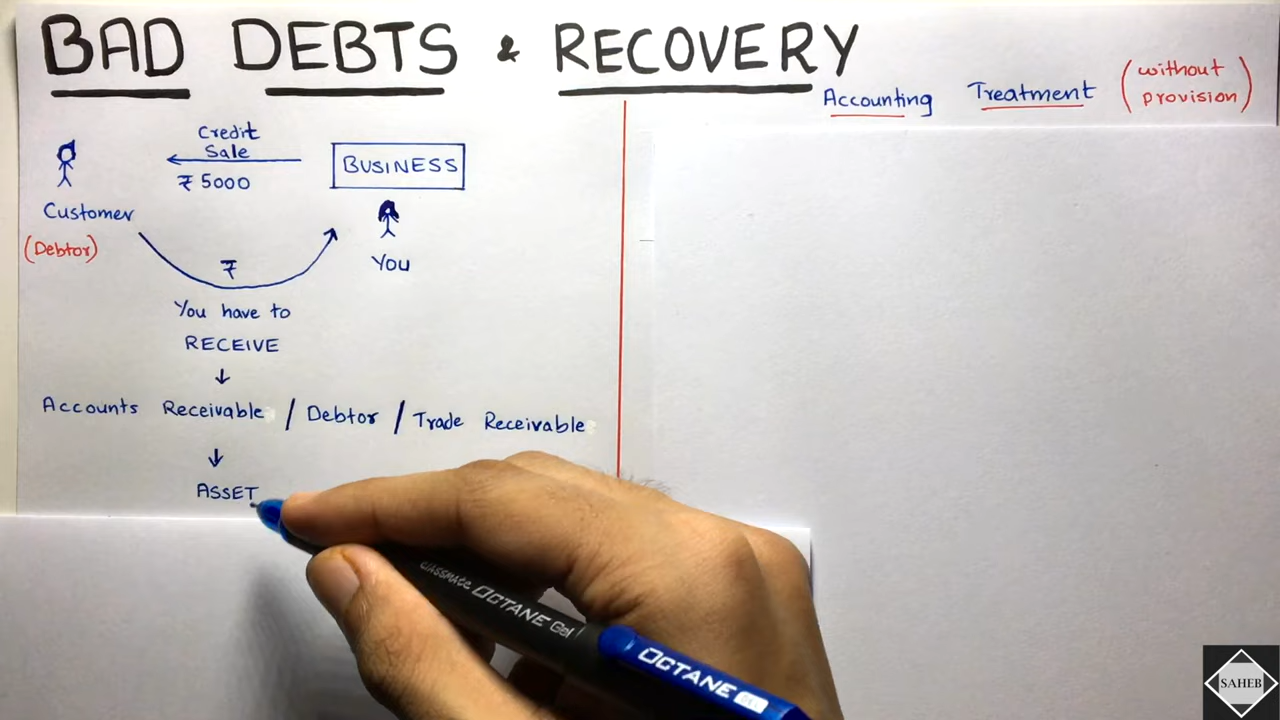 BAD DEBTS & RECOVERY
Accounting Treatment (without provision)
Credit
Sale
₹ 5000
BUSINESS
Customer
(Debtor)
₹
You
You have to
RECEIVE
Accounts Receivable / Debtor / Trade Receivable
ASSET
CLASSMATE OCTANE Gel
OCTANE
SAHEB